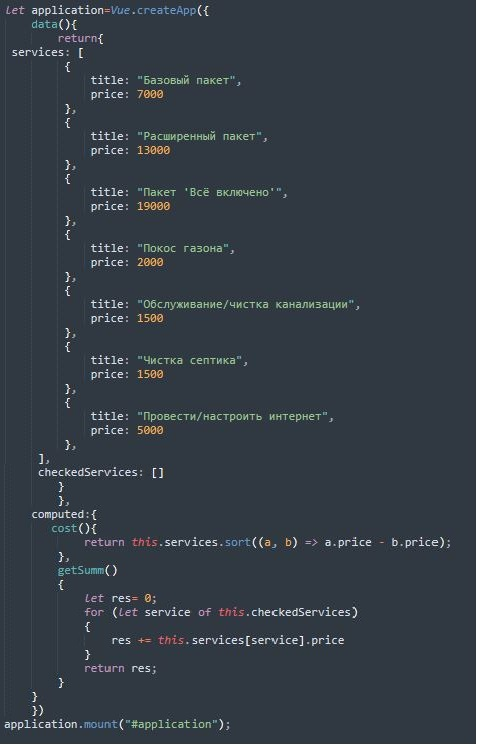 let application=Vue.createApp({
data(){
return{
services: [
{
title: "Базовый пакет",
price: 7000
},
{
title: "Расширенный пакет",
price: 13000
},
{
title: "Пакет 'Всё включено'",
price: 19000
},
{
title: "Покос газона",
price: 2000
},
{
title: "Обслуживание/чистка канализации",
price: 1500
},
{
title: "Чистка септика",
price: 1500
},
{
title: "Провести/настроить интернет",
price: 5000
},
],
checkedServices: []
}
},
computed:{
cost(){
return this.services.sort((a, b) => a.price - b.price);
},
getSumm()
{
let res= 0;
for (let service of this.checkedServices)
{
res += this.services[service].price
}
return res;
}
}
})
application.mount("#application");